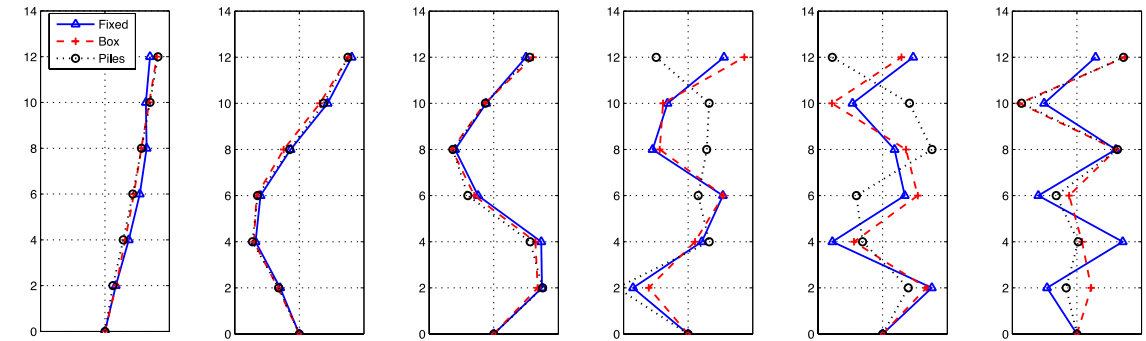 14 14 14 14 14 14
Fixed
Box
Piles
12 12 12 12 12 12
10 10 10 10 10 10
8 8 8 8 8 8
6 6 6 6 6 6
4 4 4 4 4 4
2 2 2 2 2 2
0 0 0 0 0 0